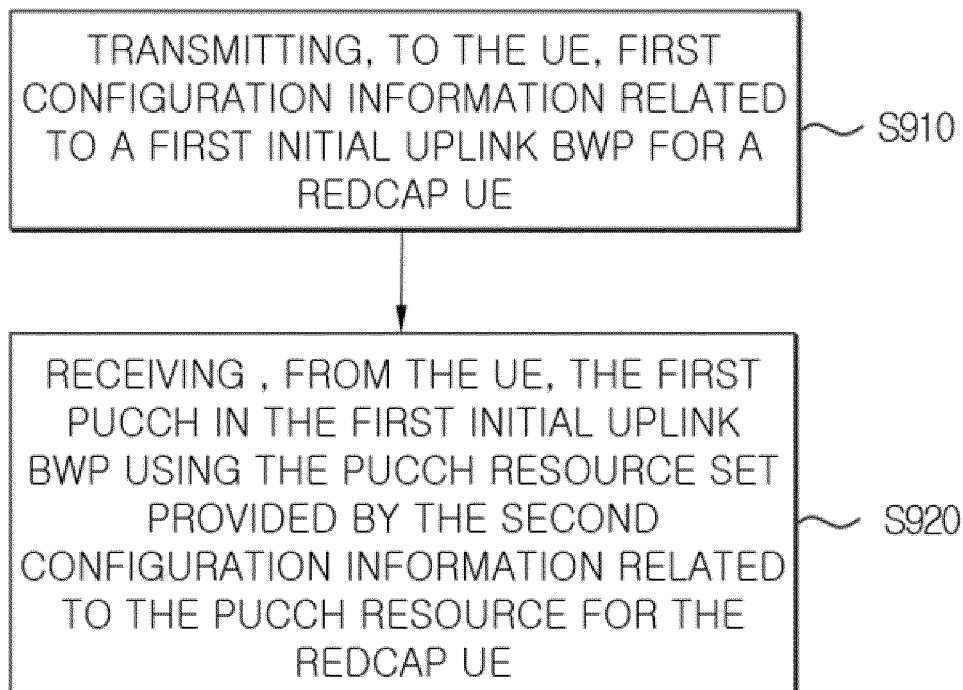 TRANSMITTING, TO THE UE, FIRST
CONFIGURATION INFORMATION RELATED
TO A FIRST INITIAL UPLINK BWP FOR A
REDCAP UE
S910
RECEIVING , FROM THE UE, THE FIRST
PUCCH IN THE FIRST INITIAL UPLINK
BWP USING THE PUCCH RESOURCE SET
PROVIDED BY THE SECOND
CONFIGURATION INFORMATION RELATED
TO THE PUCCH RESOURCE FOR THE
REDCAP UE
S920